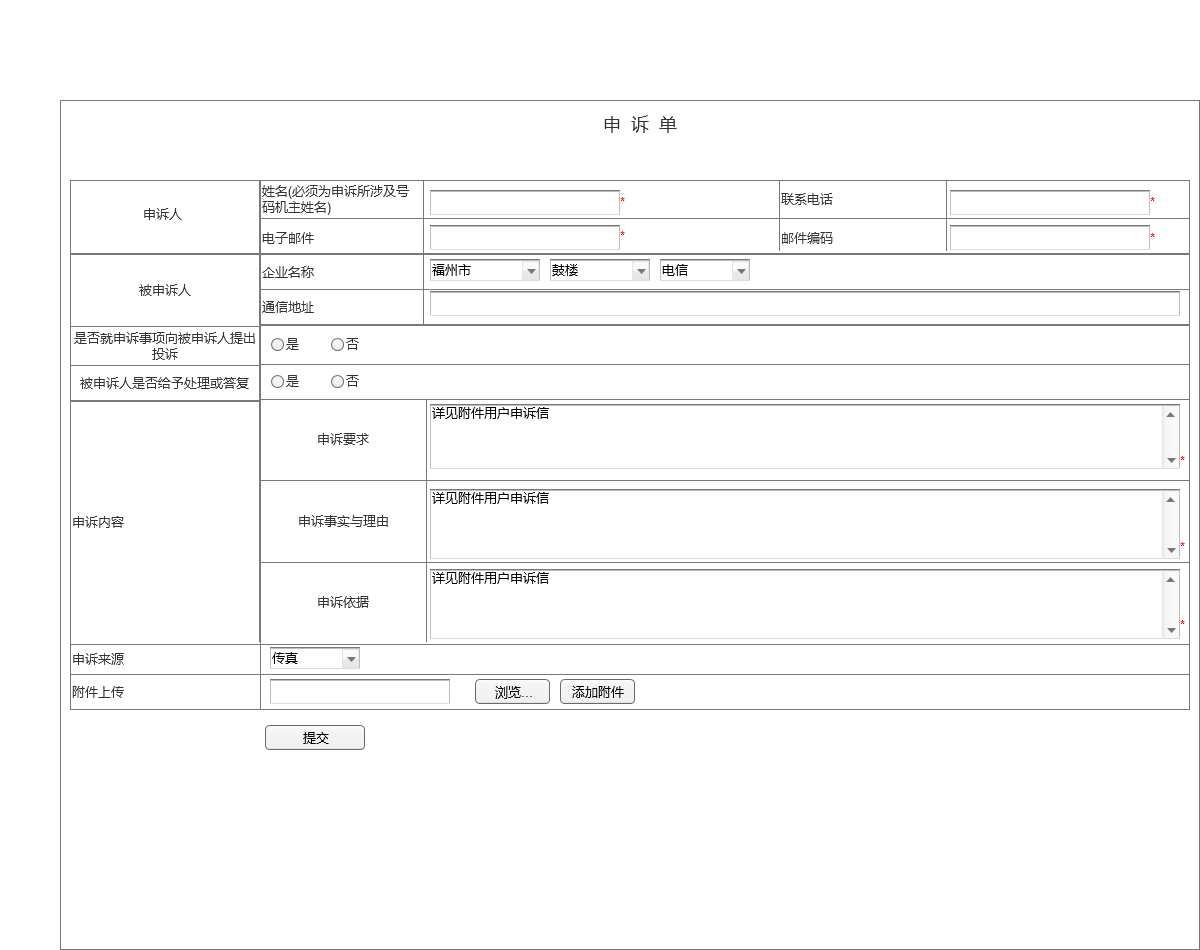 申 诉 单
申诉人
姓名(必须为申诉所涉及号
码机主姓名)
*
联系电话
*
电子邮件
*
邮件编码
*
被申诉人
企业名称
福州市
鼓楼
电信
通信地址
是否就申诉事项向被申诉人提出
投诉
是
否
被申诉人是否给予处理或答复
是
否
申诉内容
申诉要求
详见附件用户申诉信
*
申诉事实与理由
详见附件用户申诉信
*
申诉依据
详见附件用户申诉信
*
申诉来源
传真
附件上传
浏览...
添加附件
提交